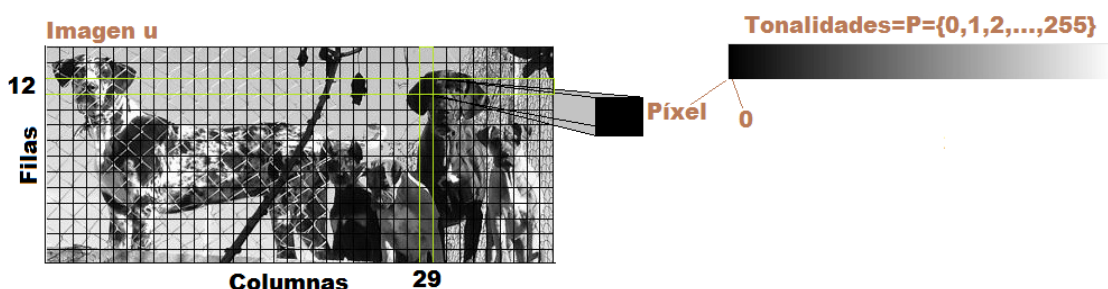 Imagen u
Tonalidades=P={0,1,2,...,255}
12
Píxel
0
Filas
Columnas
29